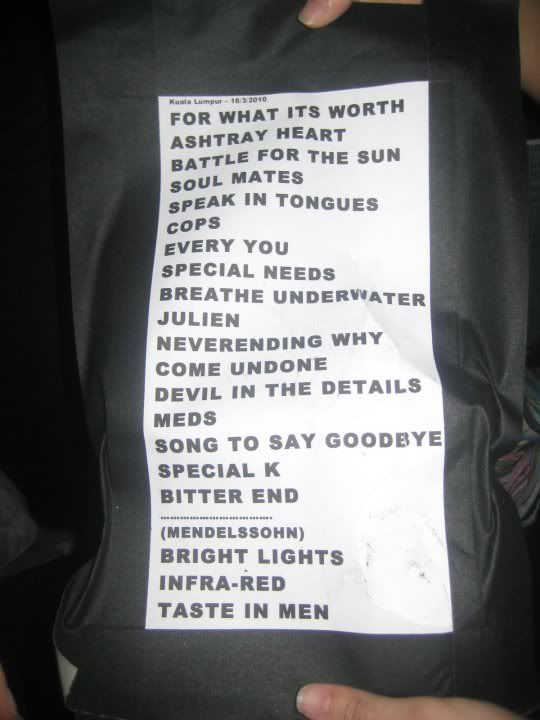 Kuala Lumpur - 16/3/2010
FOR WHAT ITS WORTH
ASHTRAY HEART
BATTLE FOR THE SUN
SOUL MATES
SPEAK IN TONGUES
COPS
EVERY YOU
SPECIAL NEEDS
BREATHE UNDERWATER
JULIEN
NEVERENDING WHY
COME UNDONE
DEVIL IN THE DETAILS
MEDS
SONG TO SAY GOODBYE
SPECIAL K
BITTER END
....................................
(MENDELSSOHN)
BRIGHT LIGHTS
INFRA-RED
TASTE IN MEN